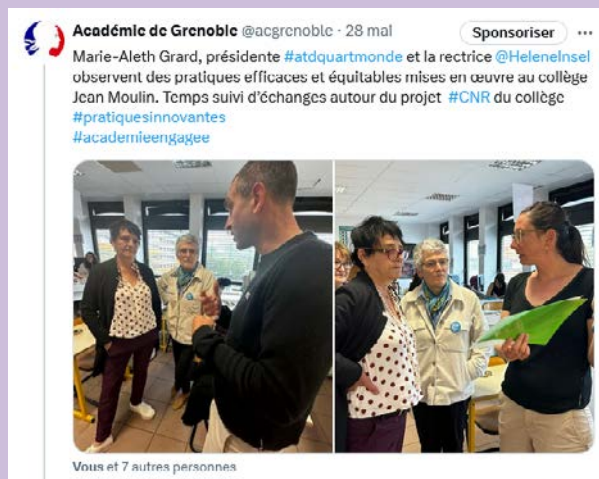 Académie de Grenoble @acgrenoble · 28 mai
Sponsoriser ...
Marie-Aleth Grard, présidente #atdquartmonde et la rectrice @HeleneInsel
observent des pratiques efficaces et équitables mises en œuvre au collège
Jean Moulin. Temps suivi d'échanges autour du projet #CNR du collège
#pratiquesinnovantes
#academieengagee
Vous et 7 autres personnes